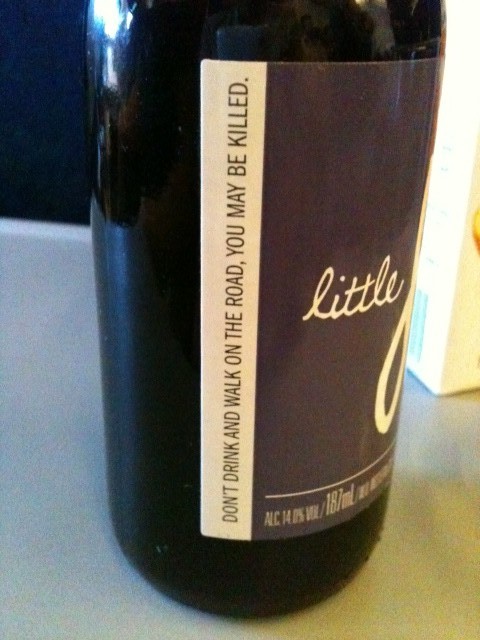 DON'T DRINK AND WALK ON THE ROAD, YOU MAY BE KILLED.
little
ALC. 14.0% VOL. / 187mL